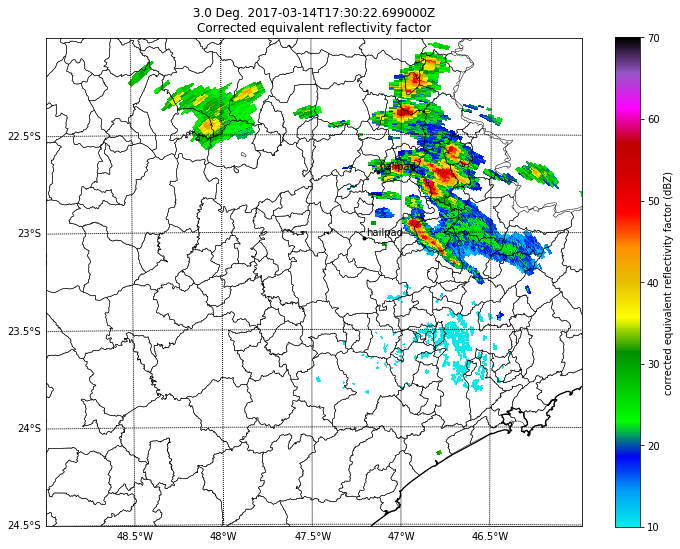 3.0 Deg. 2017-03-14T17:30:22.699000Z
Corrected equivalent reflectivity factor
22.5°S
23°S
23.5°S
24°S
24.5°S
48.5°W
48°W
47.5°W
47°W
46.5°W
hailpad
hailpad
70
60
50
40
30
20
10
corrected equivalent reflectivity factor (dBZ)